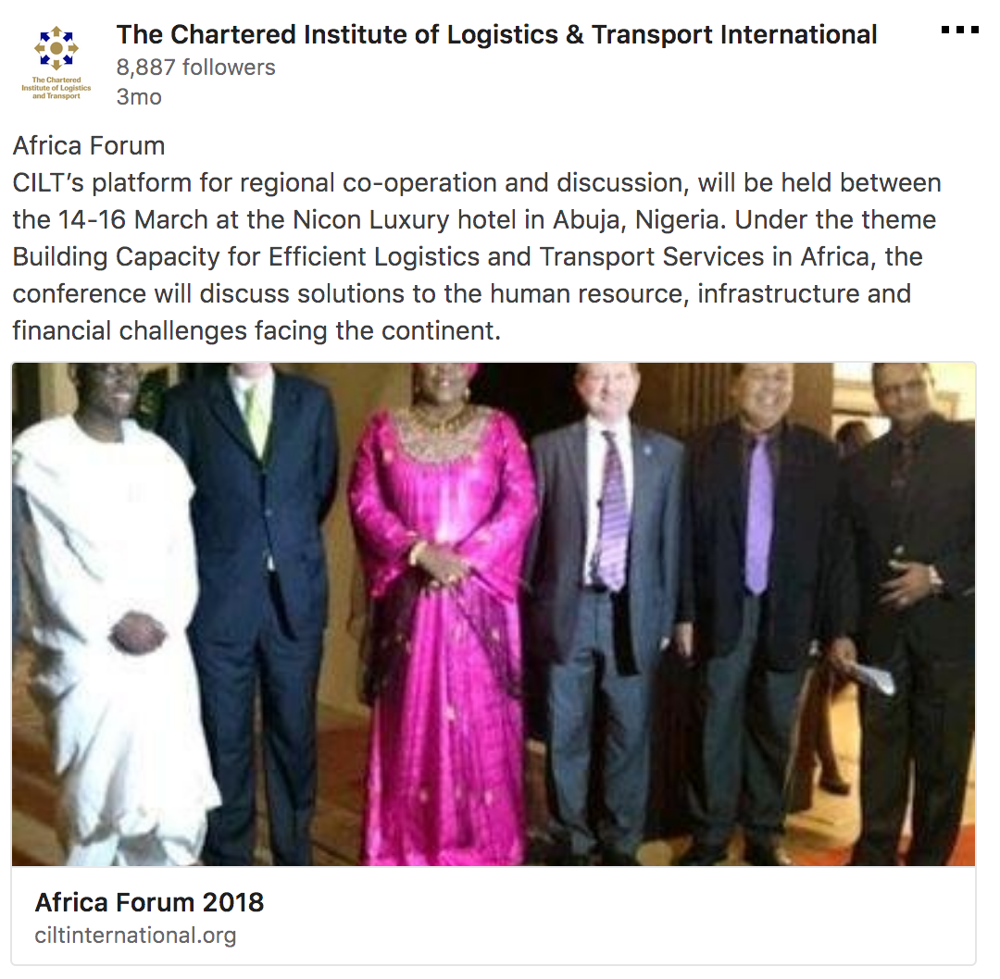 The Chartered Institute of Logistics & Transport International
8,887 followers
3mo
The Chartered
Institute of Logistics
and Transport
Africa Forum
CILT’s platform for regional co-operation and discussion, will be held between
the 14-16 March at the Nicon Luxury hotel in Abuja, Nigeria. Under the theme
Building Capacity for Efficient Logistics and Transport Services in Africa, the
conference will discuss solutions to the human resource, infrastructure and
financial challenges facing the continent.
Africa Forum 2018
ciltinternational.org